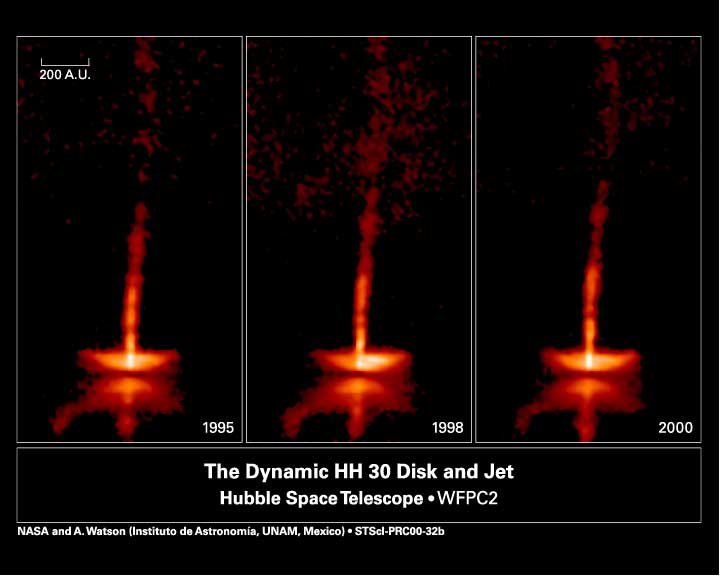 200 A.U.
1995
1998
2000
The Dynamic HH 30 Disk and Jet
Hubble Space Telescope • WFPC2
NASA and A. Watson (Instituto de Astronomía, UNAM, Mexico) • STScI-PRC00-32b